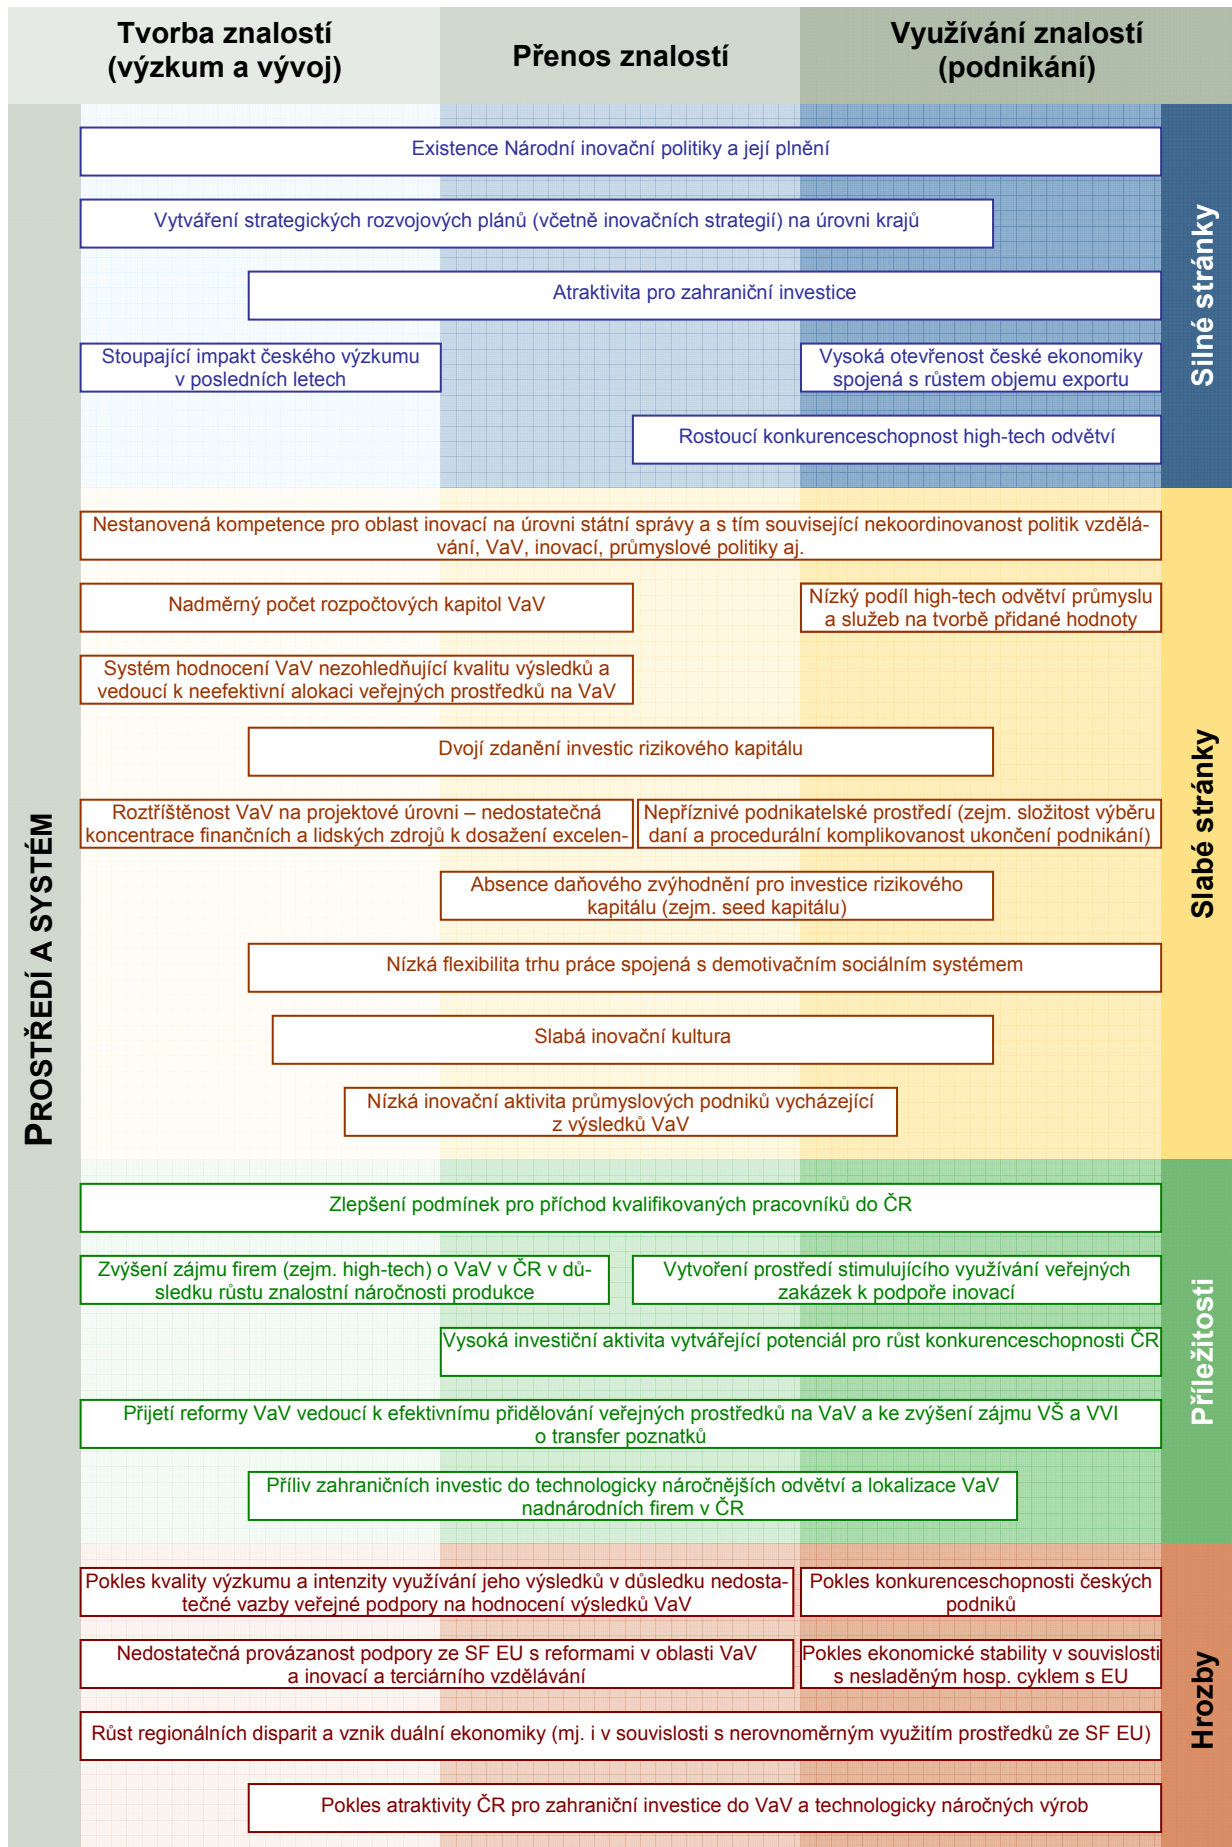 Tvorba znalostí
(výzkum a vývoj)
Přenos znalostí
Využívání znalostí
(podnikání)
PROSTŘEDÍ A SYSTÉM
Silné stránky
Existence Národní inovační politiky a její plnění
Vytváření strategických rozvojových plánů (včetně inovačních strategií) na úrovni krajů
Atraktivita pro zahraniční investice
Stoupající impakt českého výzkumu
v posledních letech
Vysoká otevřenost české ekonomiky
spojená s růstem objemu exportu
Rostoucí konkurenceschopnost high-tech odvětví
Slabé stránky
Nestanovená kompetence pro oblast inovací na úrovni státní správy a s tím související nekoordinovanost politik vzdělá-
vání, VaV, inovací, průmyslové politiky aj.
Nadměrný počet rozpočtových kapitol VaV
Nízký podíl high-tech odvětví průmyslu
a služeb na tvorbě přidané hodnoty
Systém hodnocení VaV nezohledňující kvalitu výsledků a
vedoucí k neefektivní alokaci veřejných prostředků na VaV
Dvojí zdanění investic rizikového kapitálu
Roztříštěnost VaV na projektové úrovni – nedostatečná
koncentrace finančních a lidských zdrojů k dosažení excelen-
Nepříznivé podnikatelské prostředí (zejm. složitost výběru
daní a procedurální komplikovanost ukončení podnikání)
Absence daňového zvýhodnění pro investice rizikového
kapitálu (zejm. seed kapitálu)
Nízká flexibilita trhu práce spojená s demotivačním sociálním systémem
Slabá inovační kultura
Nízká inovační aktivita průmyslových podniků vycházející
z výsledků VaV
Příležitosti
Zlepšení podmínek pro příchod kvalifikovaných pracovníků do ČR
Zvýšení zájmu firem (zejm. high-tech) o VaV v ČR v dů-
sledku růstu znalostní náročnosti produkce
Vytvoření prostředí stimulujícího využívání veřejných
zakázek k podpoře inovací
Vysoká investiční aktivita vytvářející potenciál pro růst konkurenceschopnosti ČR
Přijetí reformy VaV vedoucí k efektivnímu přidělování veřejných prostředků na VaV a ke zvýšení zájmu VŠ a VVI
o transfer poznatků
Příliv zahraničních investic do technologicky náročnějších odvětví a lokalizace VaV
nadnárodních firem v ČR
Hrozby
Pokles kvality výzkumu a intenzity využívání jeho výsledků v důsledku nedosta-
tečné vazby veřejné podpory na hodnocení výsledků VaV
Pokles konkurenceschopnosti českých
podniků
Nedostatečná provázanost podpory ze SF EU s reformami v oblasti VaV
a inovací a terciárního vzdělávání
Pokles ekonomické stability v souvislosti
s nesladěným hosp. cyklem s EU
Růst regionálních disparit a vznik duální ekonomiky (mj. i v souvislosti s nerovnoměrným využitím prostředků ze SF EU)
Pokles atraktivity ČR pro zahraniční investice do VaV a technologicky náročných výrob